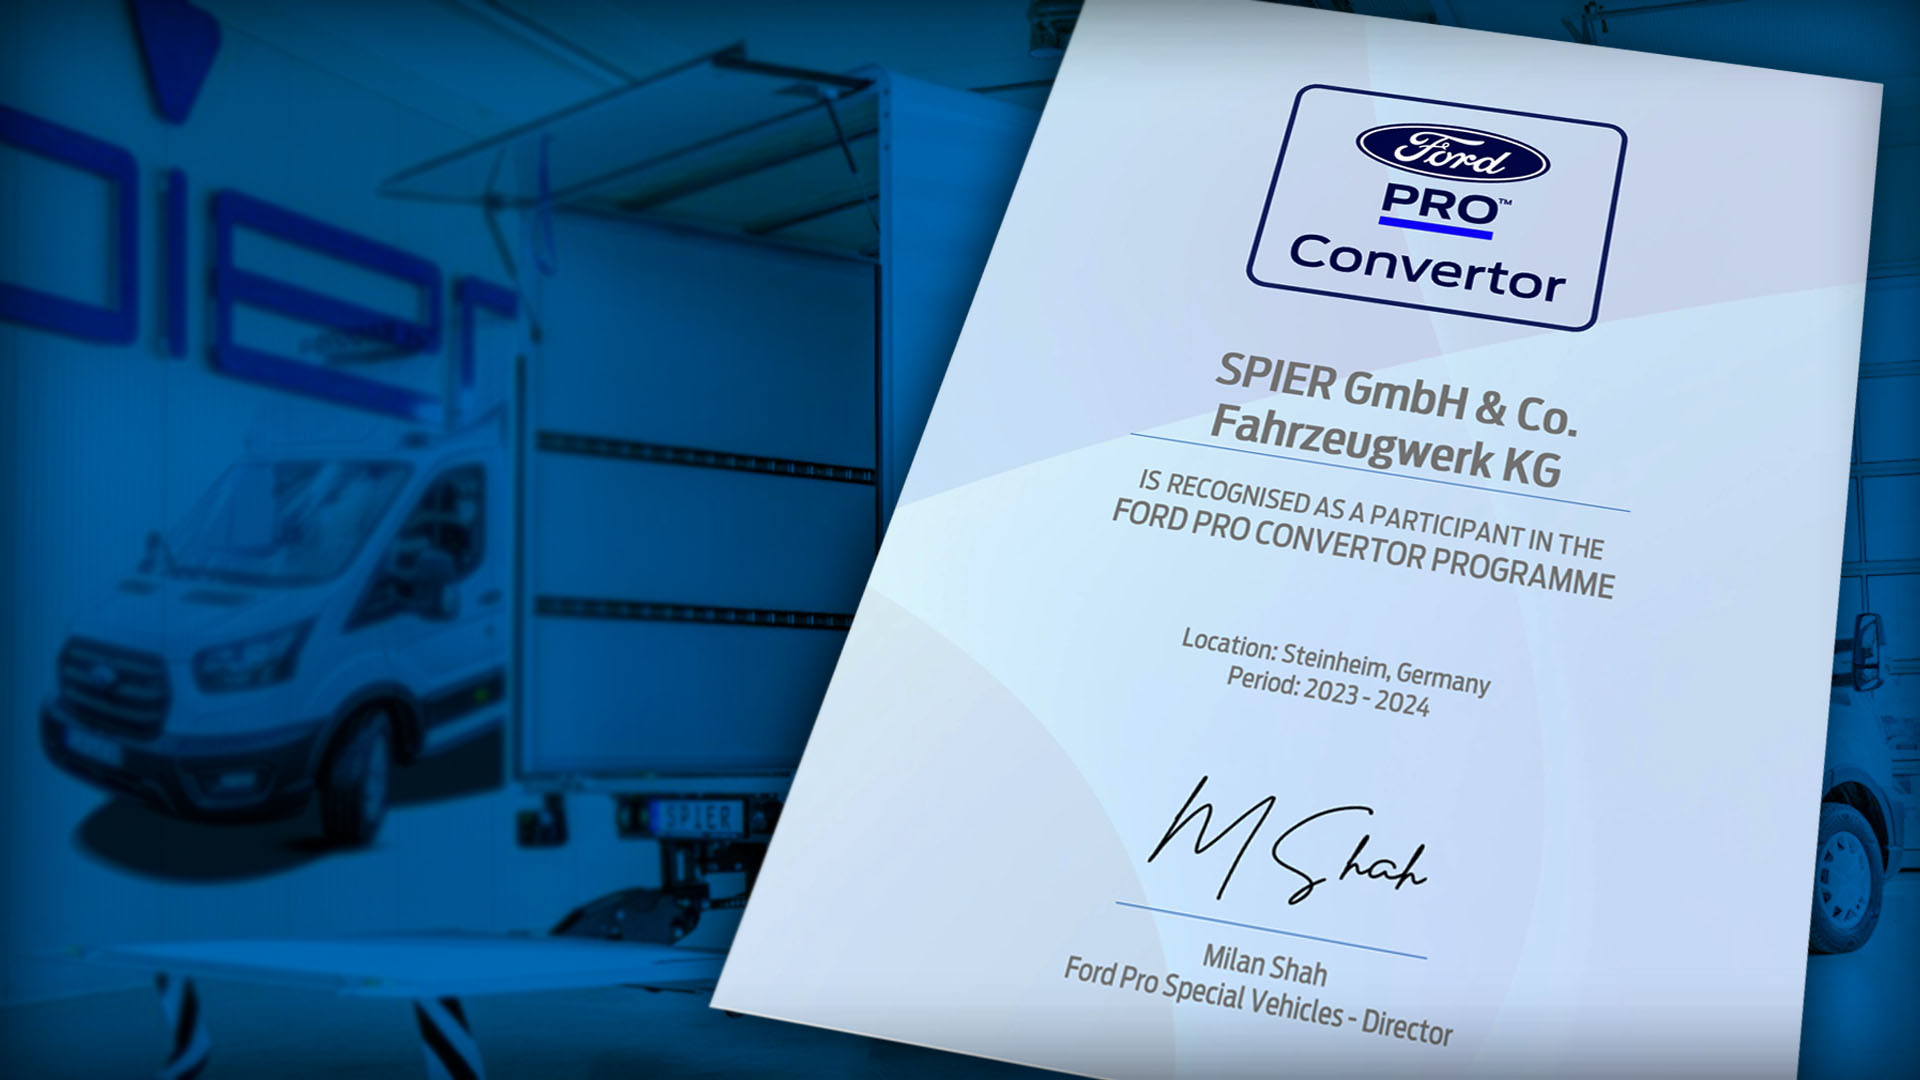 pier
SPIER
Ford
PRO™
Convertor
SPIER GmbH & Co.
Fahrzeugwerk KG
IS RECOGNISED AS A PARTICIPANT IN THE
FORD PRO CONVERTOR PROGRAMME
Location: Steinheim, Germany
Period: 2023 - 2024
M Shah
Milan Shah
Ford Pro Special Vehicles - Director